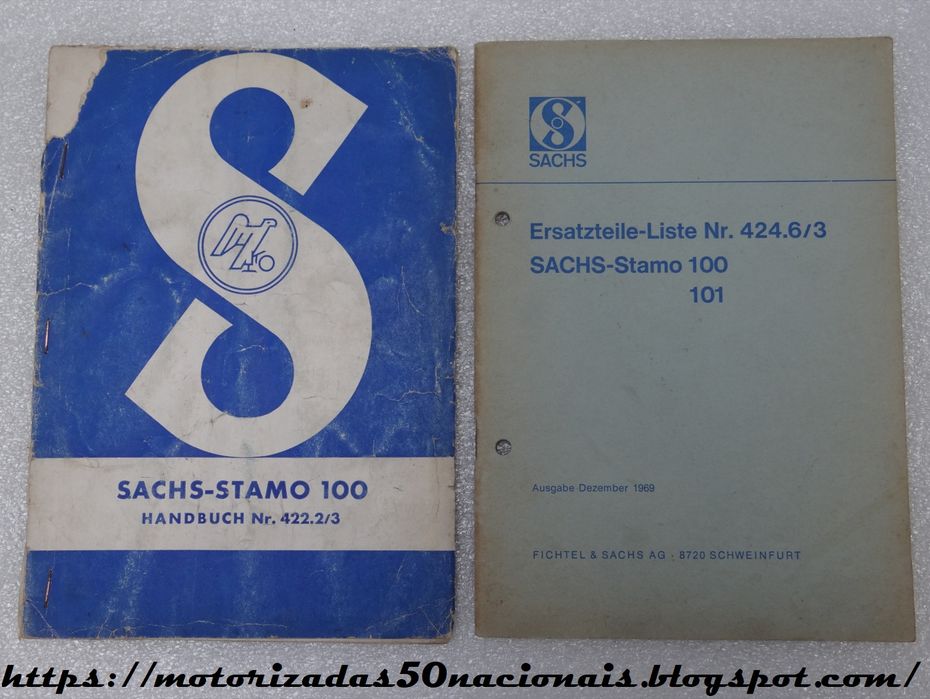 SACHS-STAMO 100
HANDBUCH Nr. 422.2/3
SACHS
Ersatzteile-Liste Nr. 424.6/3
SACHS-Stamo 100
101
Ausgabe Dezember 1969
FICHTEL & SACHS AG · 8720 SCHWEINFURT
https://motorizadas50nacionais.blogspot.com/